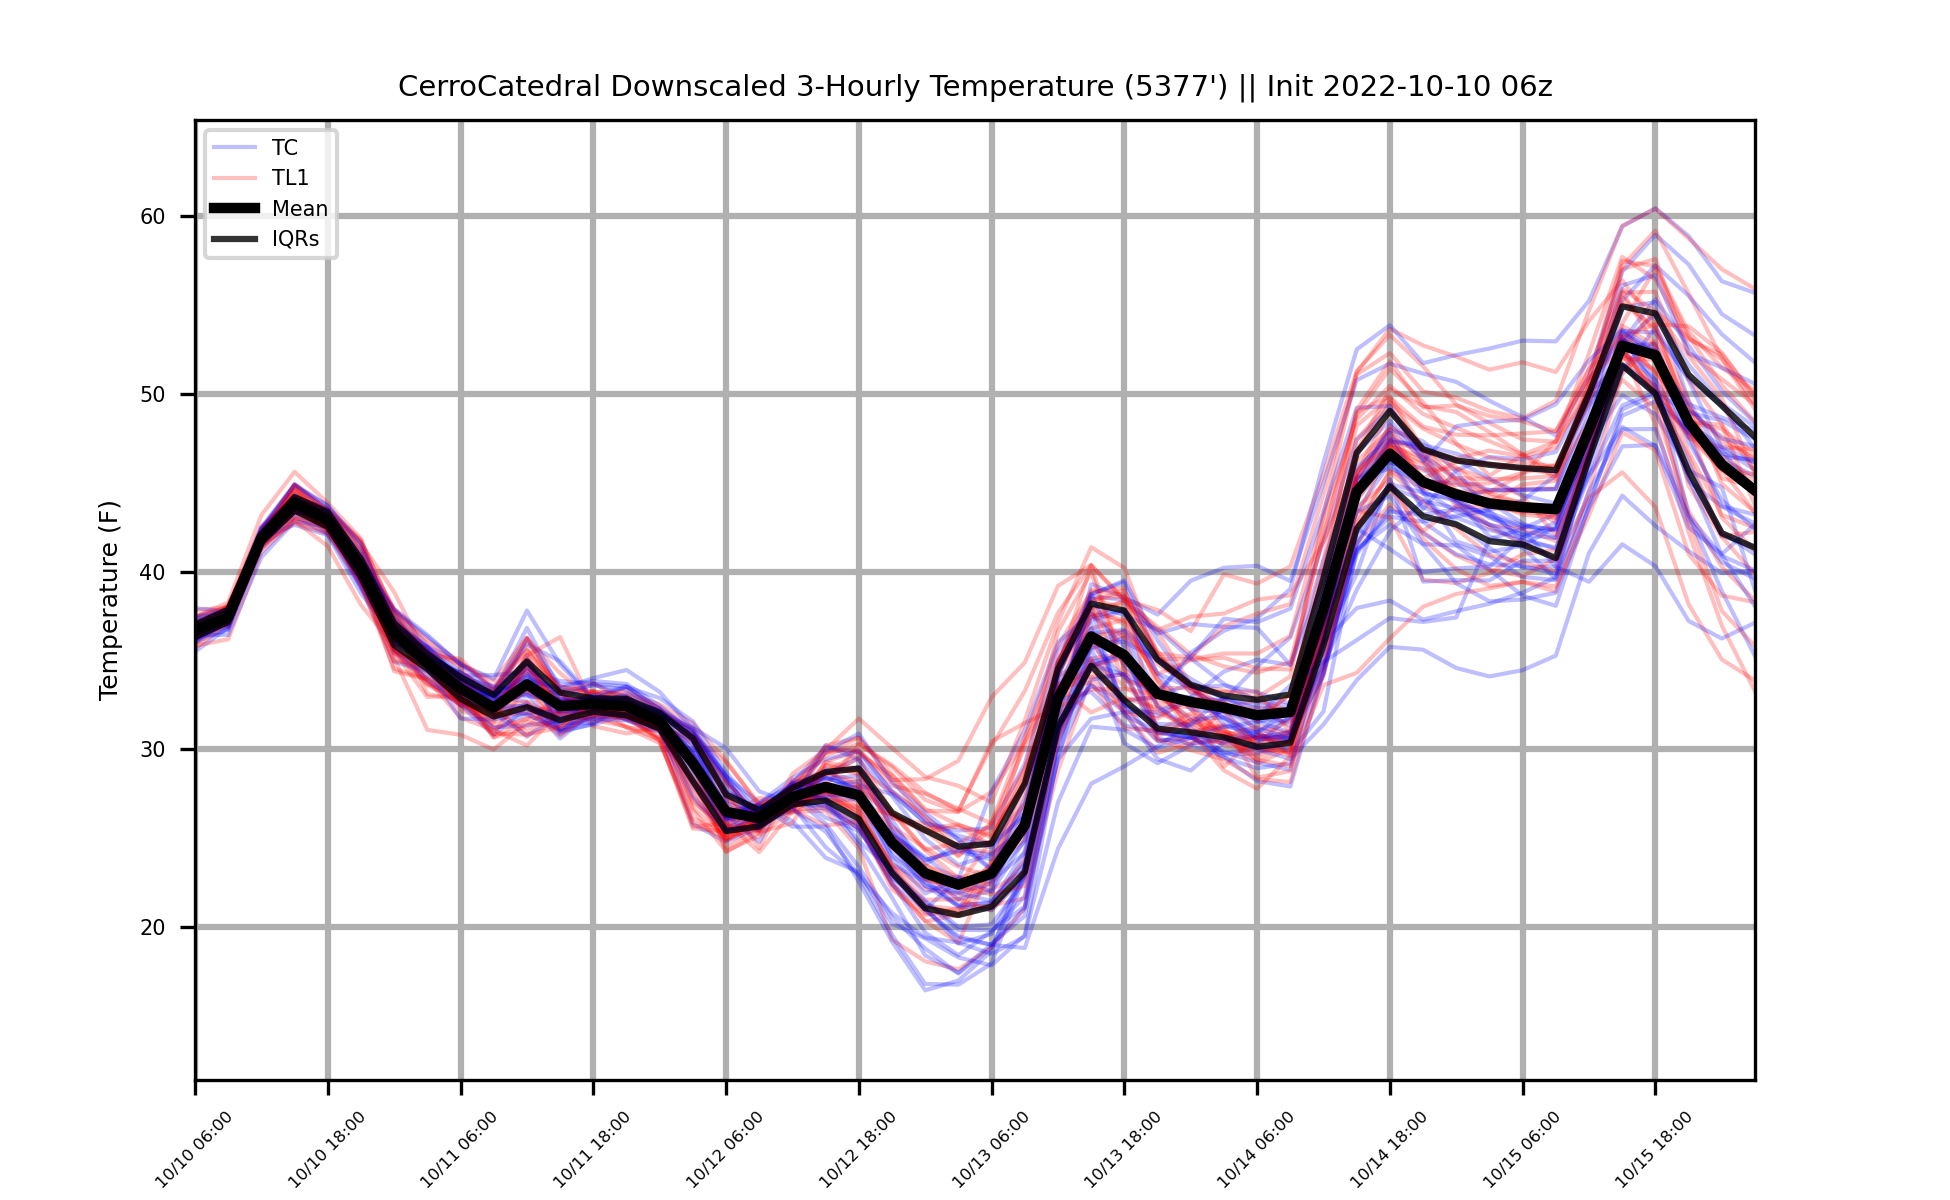 CerroCatedral Downscaled 3-Hourly Temperature (5377') || Init 2022-10-10 06z
TC
TL1
Mean
IQRs
Temperature (F)
60
50
40
30
20
10/10 06:00
10/10 18:00
10/11 06:00
10/11 18:00
10/12 06:00
10/12 18:00
10/13 06:00
10/13 18:00
10/14 06:00
10/14 18:00
10/15 06:00
10/15 18:00